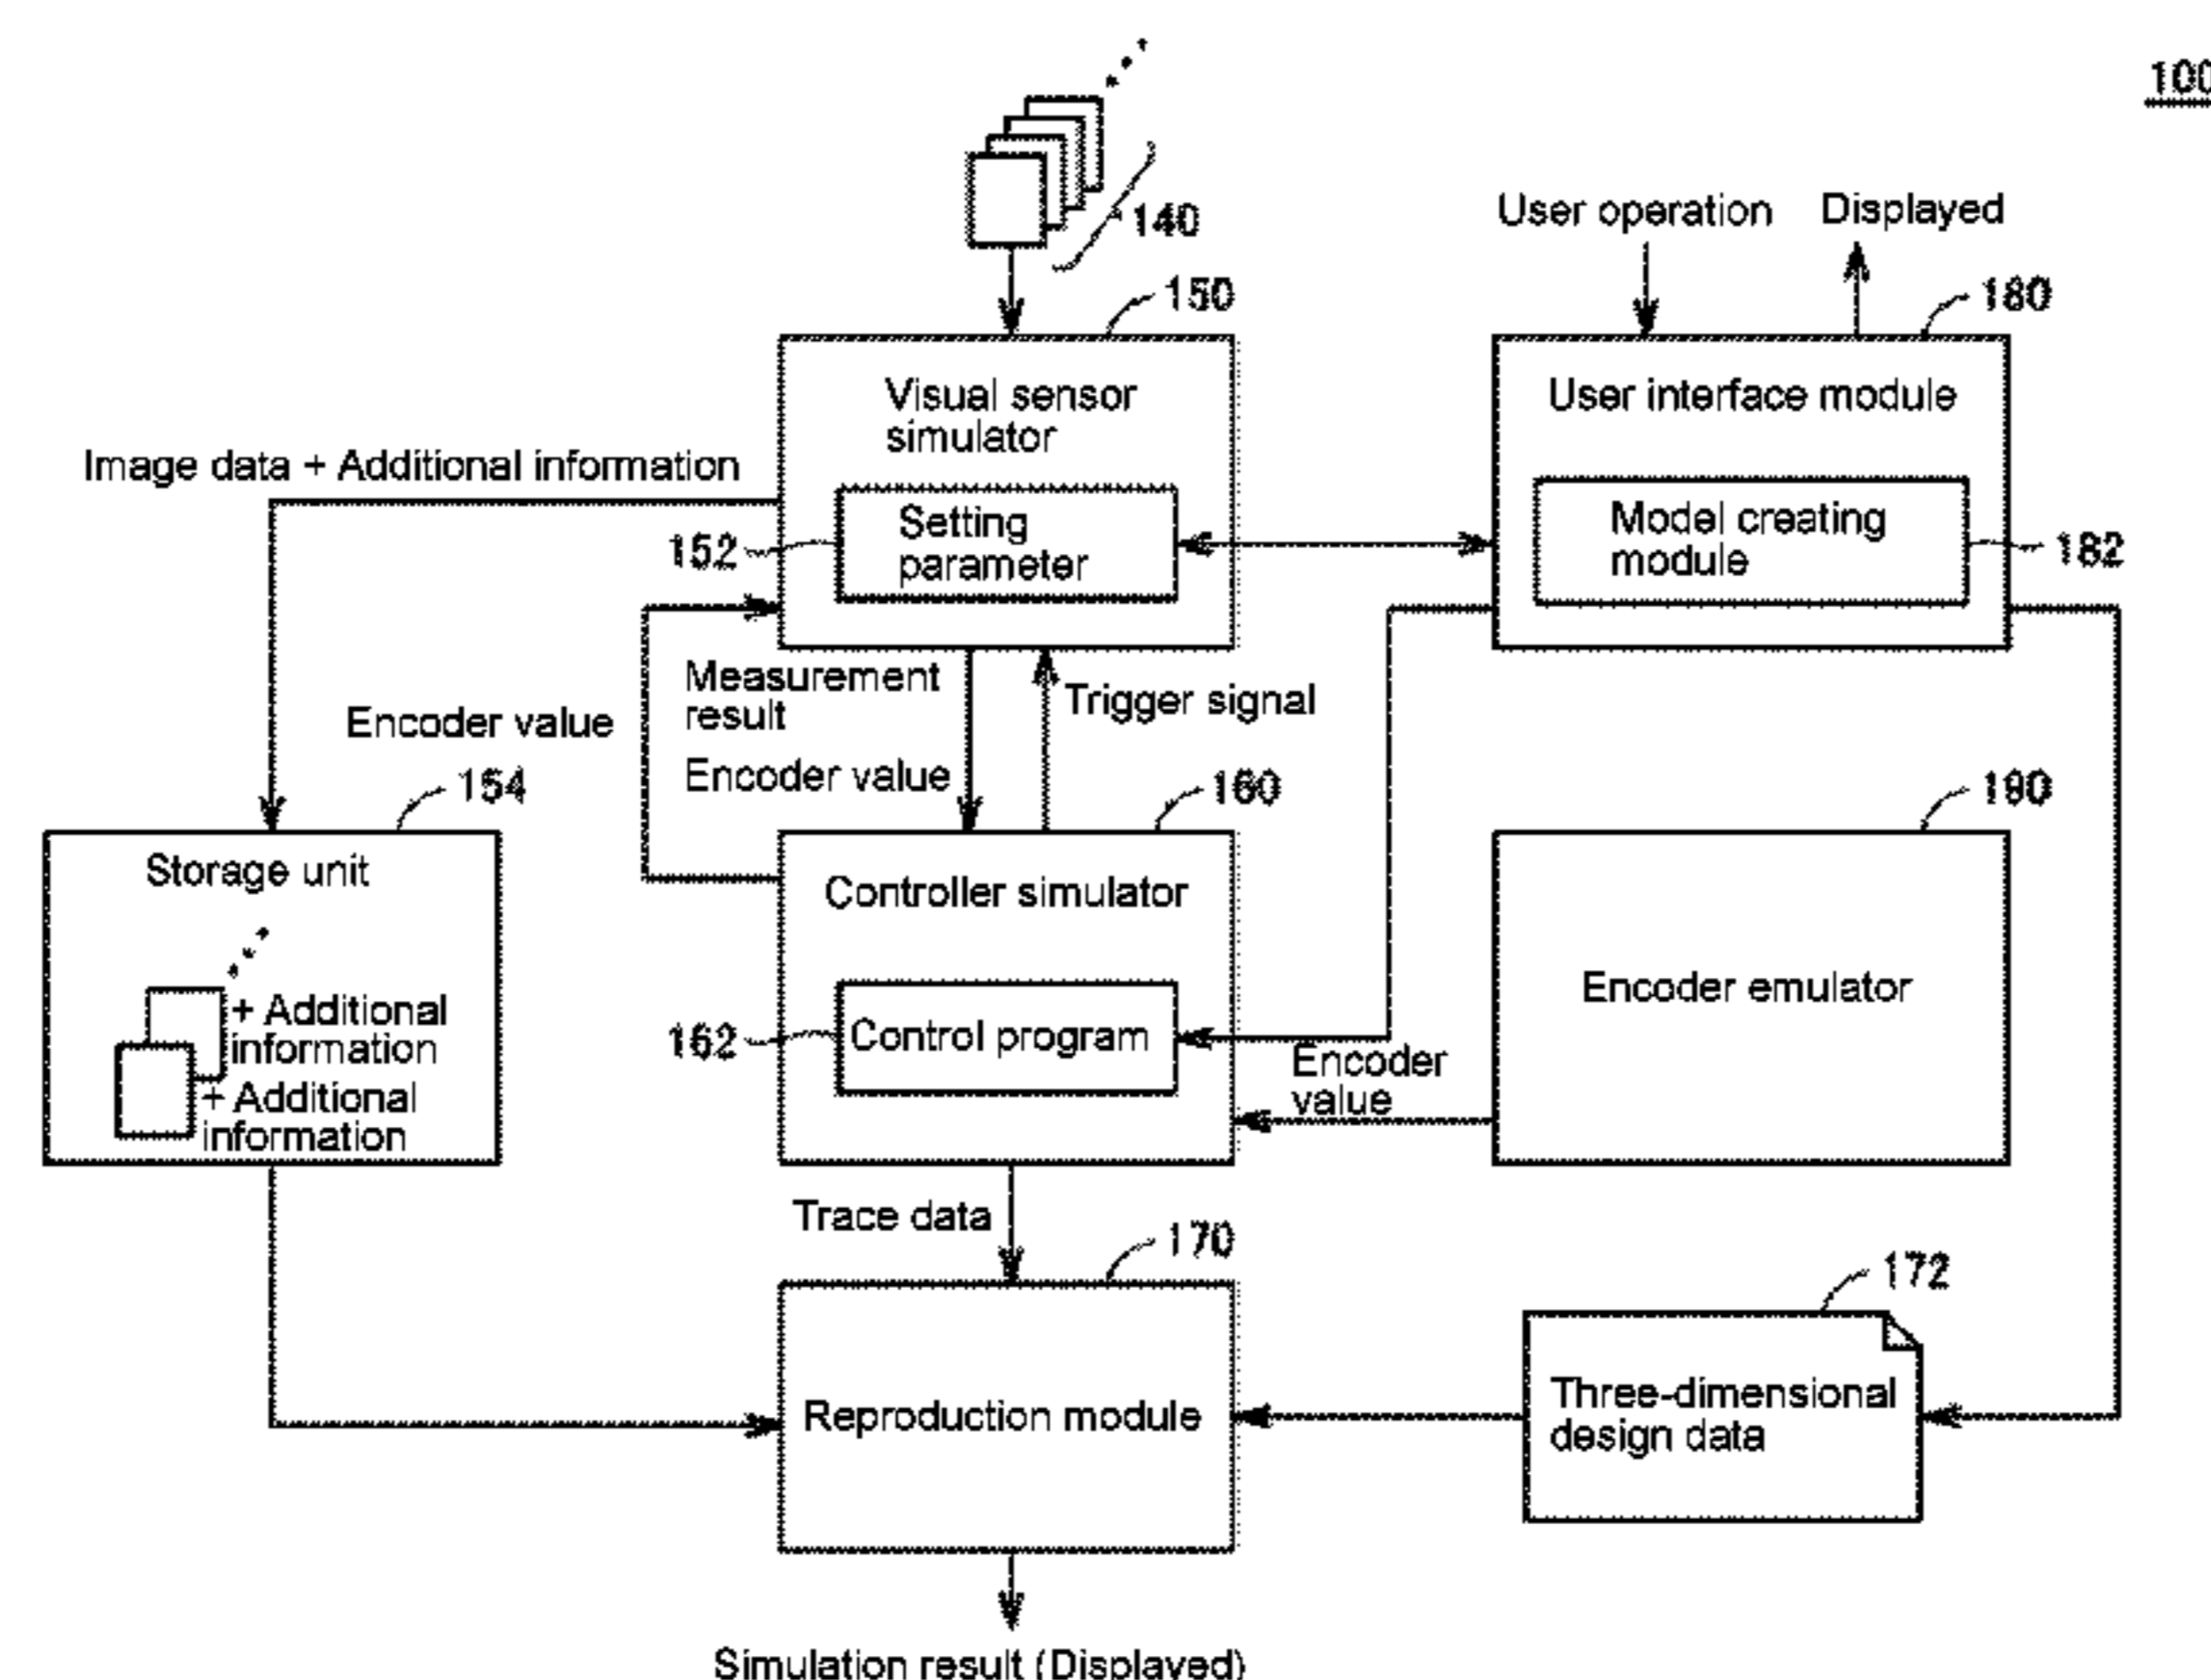 100
140
User operation
Displayed
150
180
Visual sensor
simulator
User interface module
Image data + Additional information
Setting
parameter
152
Model creating
module
182
Measurement
result
Trigger signal
Encoder value
Encoder value
154
160
190
Storage unit
Controller simulator
Encoder emulator
+ Additional
information
+ Additional
information
162
Control program
Encoder
value
Trace data
170
172
Reproduction module
Three-dimensional
design data
Simulation result (Displayed)